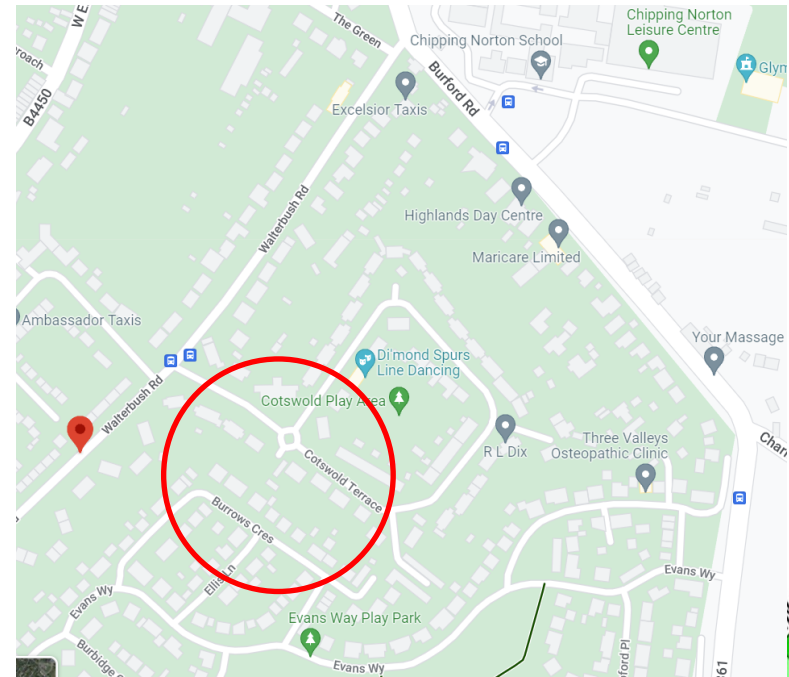 W E
The Green
Chipping Norton
Leisure Centre
Chipping Norton School
Glym
roach
B4450
Burford Rd
Excelsior Taxis
Walterbush Rd
Highlands Day Centre
Maricare Limited
Ambassador Taxis
Your Massage
Di'mond Spurs
Line Dancing
Walterbush Rd
Cotswold Play Area
R L Dix
Three Valleys
Osteopathic Clinic
Cotswold Terrace
Burrows Cres
Ellis Ln
Evans Wy
Evans Wy
Evans Way Play Park
Evans Wy